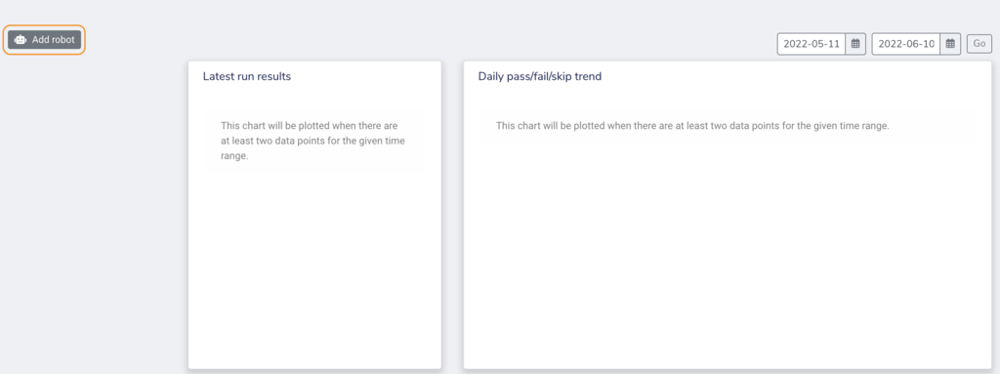 Add robot
2022-05-11
2022-06-10
Go
Latest run results
Daily pass/fail/skip trend
This chart will be plotted when there are
at least two data points for the given time
range.
This chart will be plotted when there are at least two data points for the given time range.